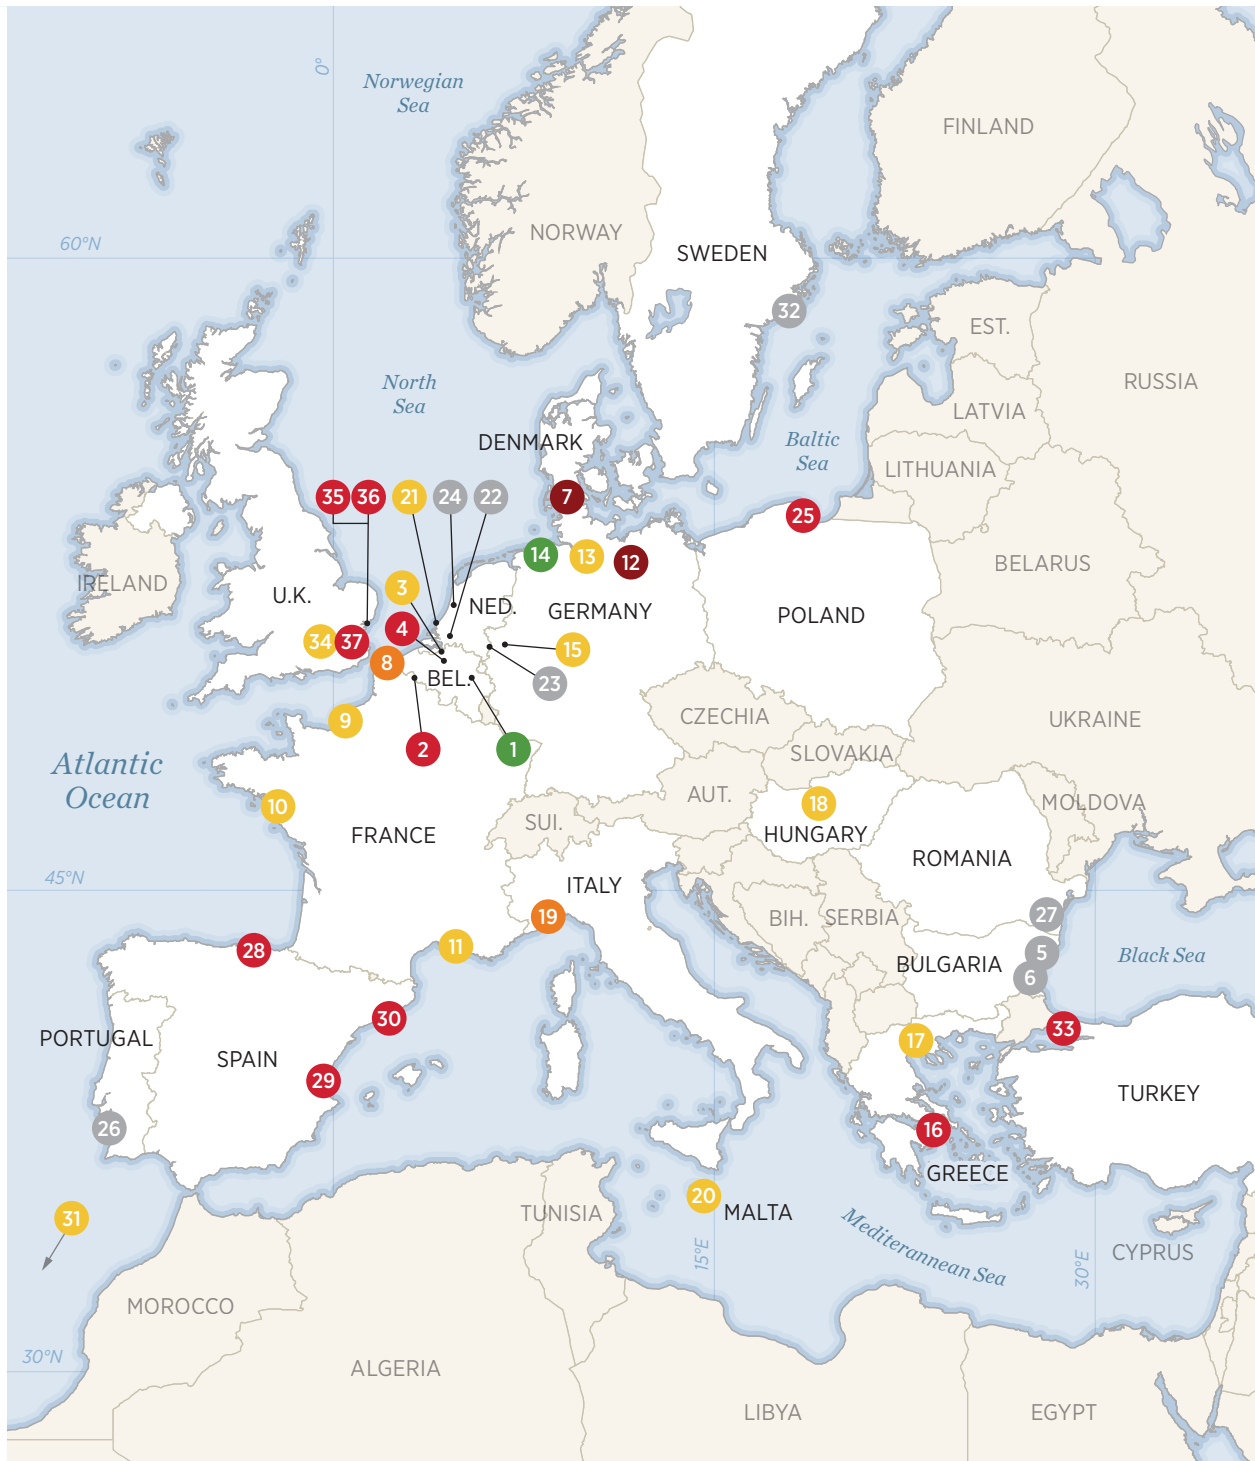 0°
Norwegian
Sea
FINLAND
NORWAY
60°N
SWEDEN
32
EST.
RUSSIA
North
Sea
LATVIA
DENMARK
Baltic
Sea
LITHUANIA
35
36
21
24
22
7
25
14
13
12
BELARUS
IRELAND
U.K.
3
NED.
GERMANY
POLAND
34
37
4
15
8
BEL.
23
9
CZECHIA
UKRAINE
2
1
SLOVAKIA
Atlantic
Ocean
10
AUT.
18
MOLDOVA
SUI.
FRANCE
HUNGARY
ROMANIA
45°N
ITALY
19
BIH.
SERBIA
27
28
11
5
Black Sea
BULGARIA
6
30
33
PORTUGAL
17
SPAIN
29
TURKEY
26
16
GREECE
20
MALTA
31
TUNISIA
Mediterannean Sea
15°E
30°E
CYPRUS
MOROCCO
30°N
ALGERIA
LIBYA
EGYPT